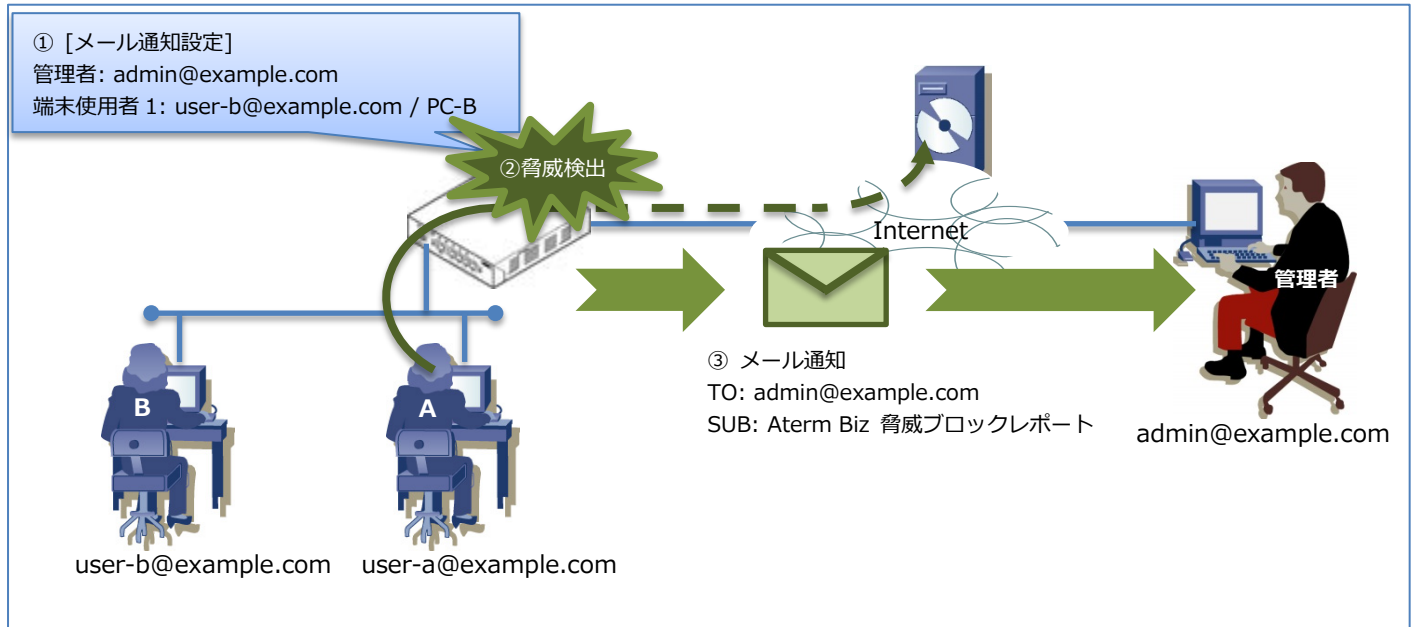 ① [メール通知設定]
管理者: admin@example.com
端末使用者 1: user-b@example.com / PC-B
②脅威検出
Internet
管理者
③ メール通知
TO: admin@example.com
SUB: Aterm Biz 脅威ブロックレポート
admin@example.com
B
A
user-b@example.com
user-a@example.com